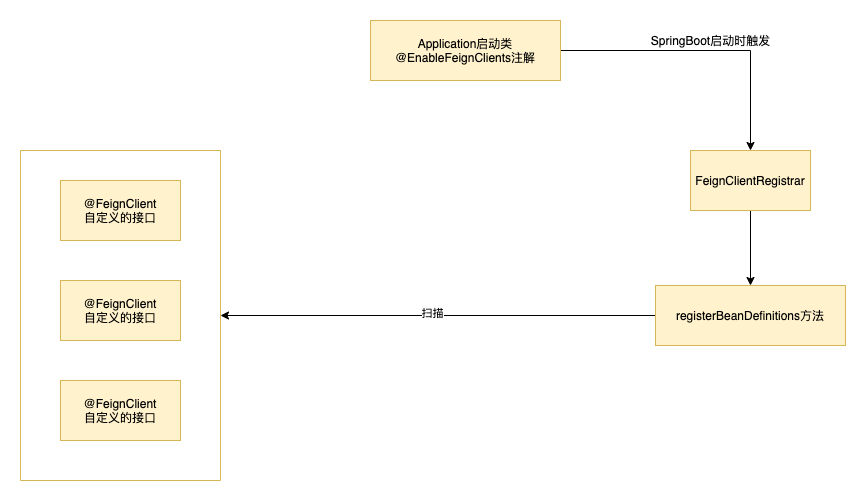 Application启动类
@EnableFeignClients注解
SpringBoot启动时触发
FeignClientRegistrar
@FeignClient
自定义的接口
@FeignClient
自定义的接口
扫描
registerBeanDefinitions方法
@FeignClient
自定义的接口